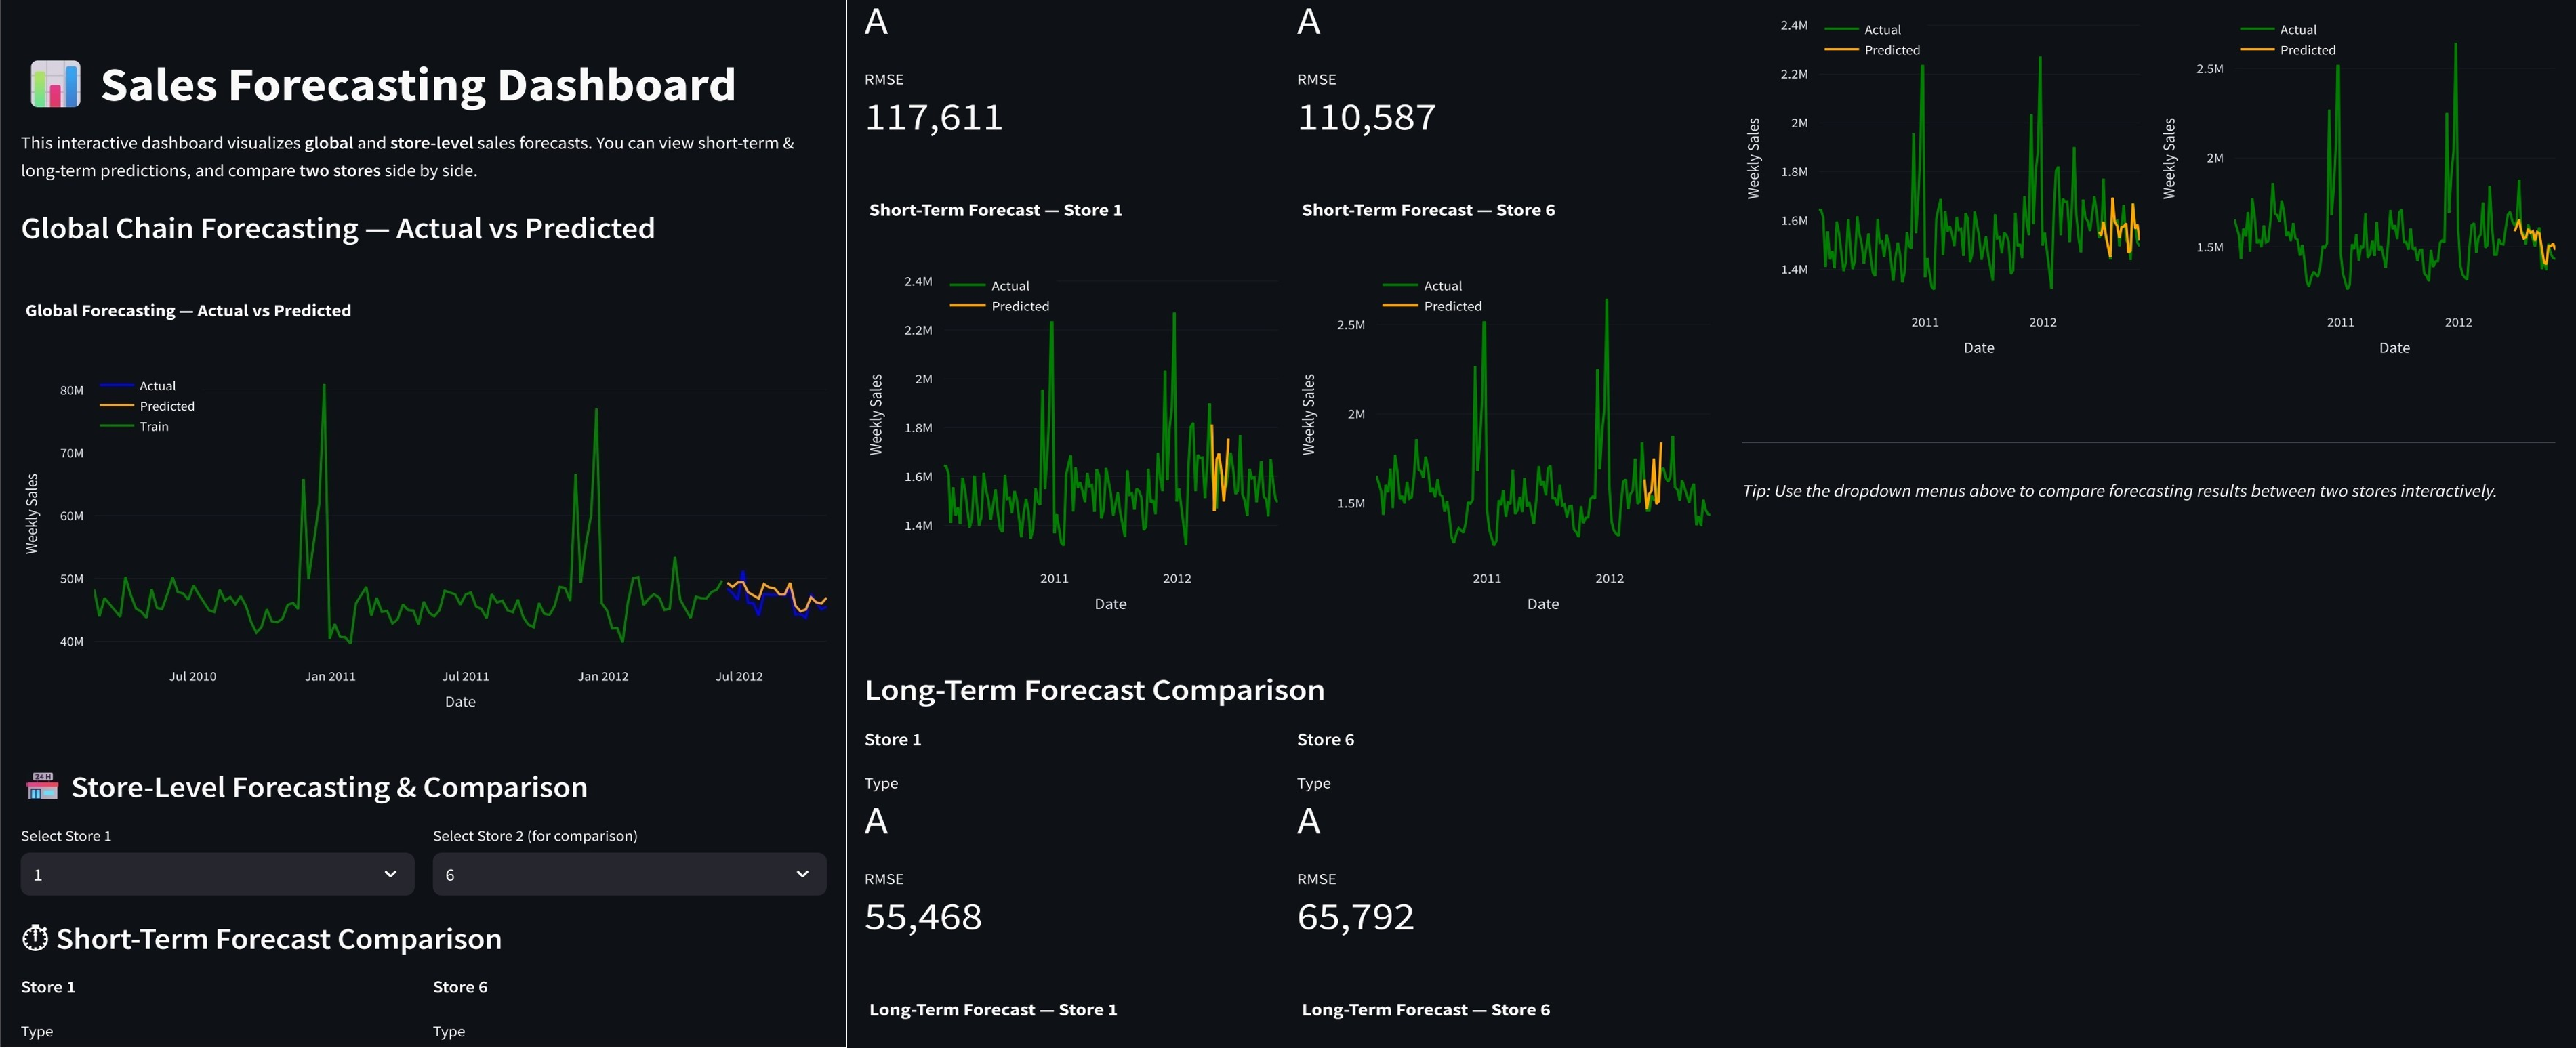 Sales Forecasting Dashboard
This interactive dashboard visualizes global and store-level sales forecasts. You can view short-term &
long-term predictions, and compare two stores side by side.
Global Chain Forecasting — Actual vs Predicted
Global Forecasting — Actual vs Predicted
Actual
Predicted
Train
80M
70M
60M
50M
40M
Weekly Sales
Jul 2010
Jan 2011
Jul 2011
Jan 2012
Jul 2012
Date
24 H
Store-Level Forecasting & Comparison
Select Store 1
Select Store 2 (for comparison)
1
6
Short-Term Forecast Comparison
Store 1
Store 6
Type
Type
A
A
RMSE
RMSE
117,611
110,587
Short-Term Forecast — Store 1
Short-Term Forecast — Store 6
Actual
Predicted
2.4M
2.2M
2M
1.8M
1.6M
1.4M
Weekly Sales
2011
2012
Date
Actual
Predicted
2.5M
2M
1.5M
Weekly Sales
2011
2012
Date
Long-Term Forecast Comparison
Store 1
Store 6
Type
Type
A
A
RMSE
RMSE
55,468
65,792
Long-Term Forecast — Store 1
Long-Term Forecast — Store 6
Actual
Predicted
2.4M
2.2M
2M
1.8M
1.6M
1.4M
Weekly Sales
2011
2012
Date
Actual
Predicted
2.5M
2M
1.5M
Weekly Sales
2011
2012
Date
Tip: Use the dropdown menus above to compare forecasting results between two stores interactively.